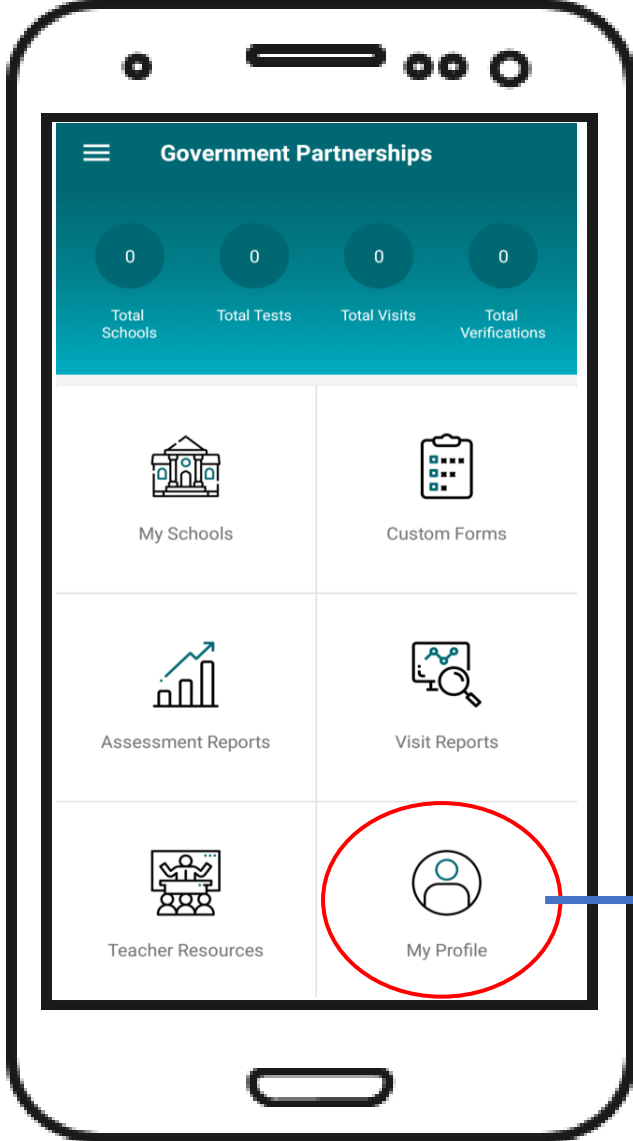 Government Partnerships
0 0 0 0
Total Schools
Total Tests
Total Visits
Total Verifications
My Schools
Custom Forms
Assessment Reports
Visit Reports
Teacher Resources
My Profile